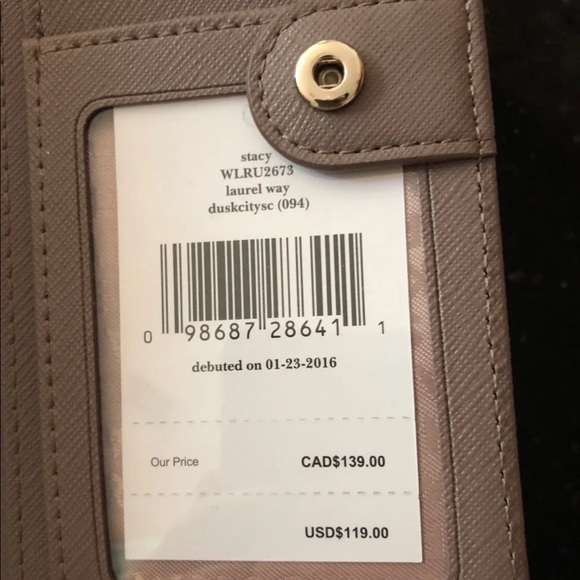 stacy
WLRU2673
laurel way
duskcitysc (094)
0 98687 28641 1
debuted on 01-23-2016
Our Price CAD$139.00
USD$119.00